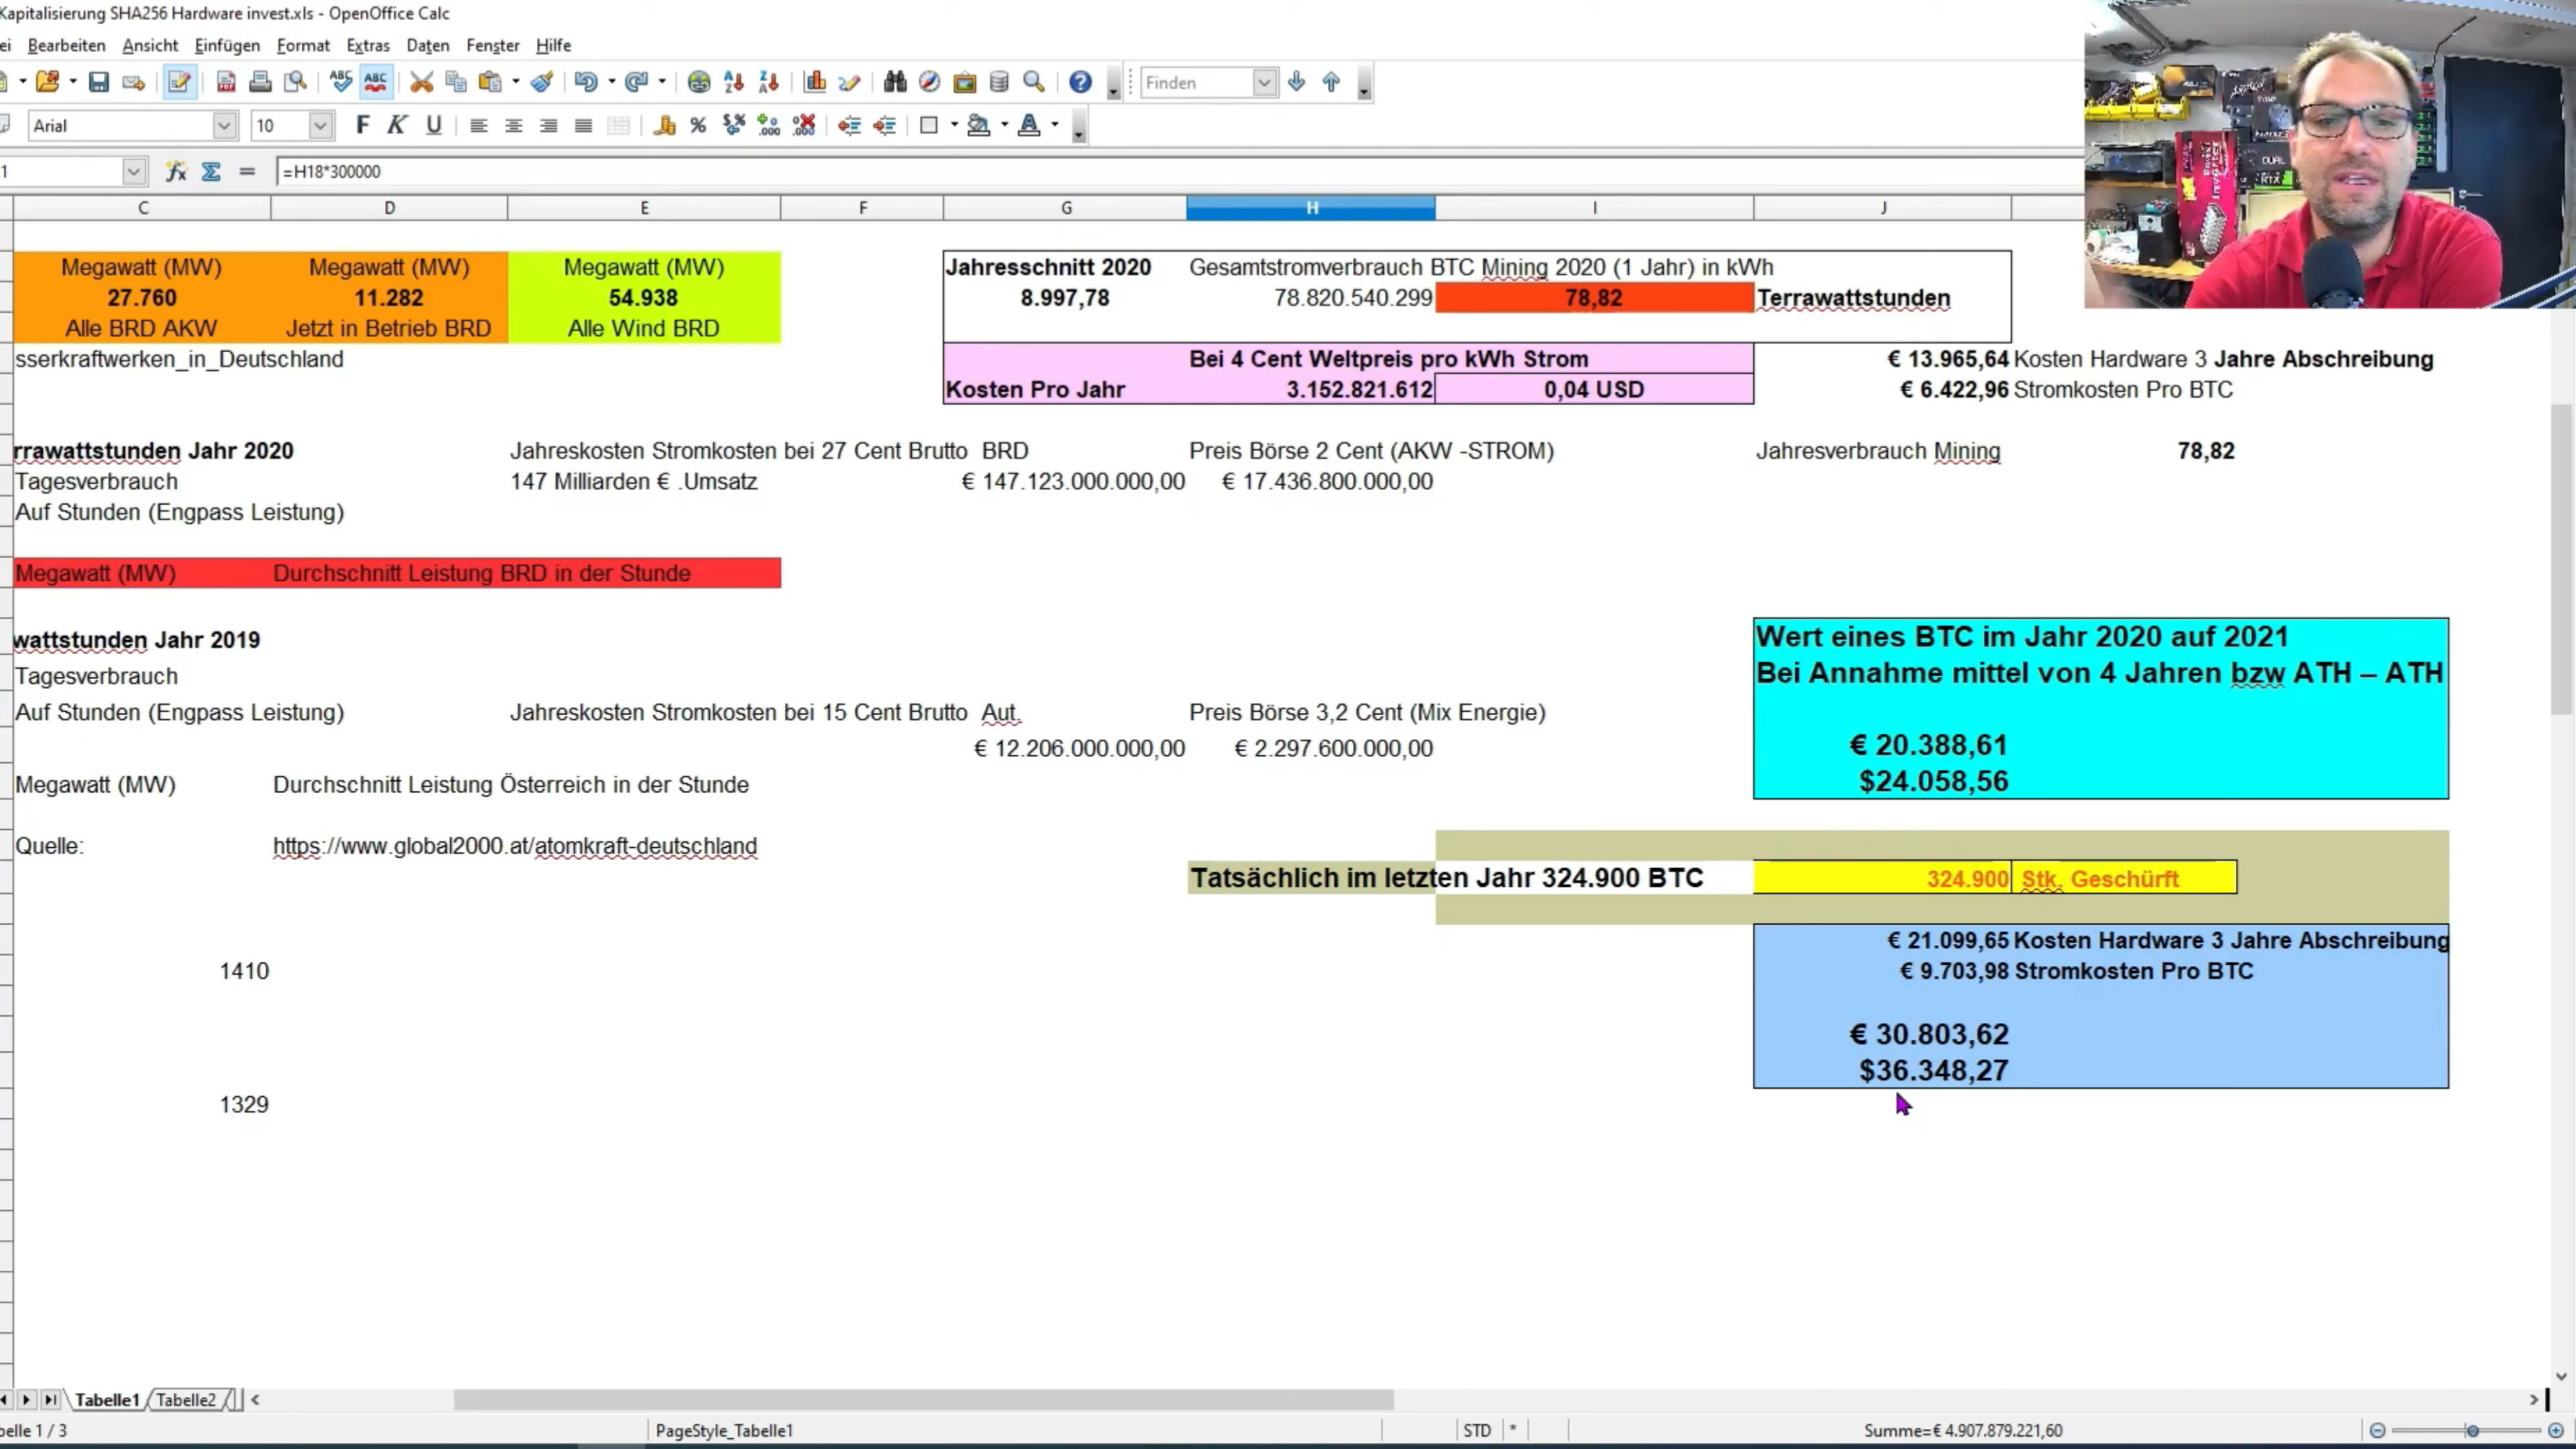 Kapitalisierung SHA256 Hardware invest.xls - OpenOffice Calc
ei Bearbeiten Ansicht Einfügen Format Extras Daten Fenster Hilfe
Finden
Arial 10 F K U
1 =H18*300000
C D E F G H I J
Megawatt (MW) Megawatt (MW) Megawatt (MW) Jahresschnitt 2020 Gesamtstromverbrauch BTC Mining 2020 (1 Jahr) in kWh
27.760 11.282 54.938 8.997,78 78.820.540.299 78,82 Terrawattstunden
Alle BRD AKW Jetzt in Betrieb BRD Alle Wind BRD
sserkraftwerken_in_Deutschland Bei 4 Cent Weltpreis pro kWh Strom € 13.965,64 Kosten Hardware 3 Jahre Abschreibung
Kosten Pro Jahr 3.152.821.612 0,04 USD € 6.422,96 Stromkosten Pro BTC
rrawattstunden Jahr 2020 Jahreskosten Stromkosten bei 27 Cent Brutto BRD Preis Börse 2 Cent (AKW -STROM) Jahresverbrauch Mining 78,82
Tagesverbrauch 147 Milliarden € .Umsatz € 147.123.000.000,00 € 17.436.800.000,00
Auf Stunden (Engpass Leistung)
Megawatt (MW) Durchschnitt Leistung BRD in der Stunde
wattstunden Jahr 2019 Wert eines BTC im Jahr 2020 auf 2021
Tagesverbrauch Bei Annahme mittel von 4 Jahren bzw ATH – ATH
Auf Stunden (Engpass Leistung) Jahreskosten Stromkosten bei 15 Cent Brutto Aut. Preis Börse 3,2 Cent (Mix Energie)
€ 12.206.000.000,00 € 2.297.600.000,00 € 20.388,61
Megawatt (MW) Durchschnitt Leistung Österreich in der Stunde $24.058,56
Quelle: https://www.global2000.at/atomkraft-deutschland
Tatsächlich im letzten Jahr 324.900 BTC 324.900 Stk. Geschürft
€ 21.099,65 Kosten Hardware 3 Jahre Abschreibung
1410 € 9.703,98 Stromkosten Pro BTC
€ 30.803,62
$36.348,27
1329
Tabelle1 Tabelle2
belle 1 / 3 PageStyle_Tabelle1 STD * Summe=€ 4.907.879.221,60